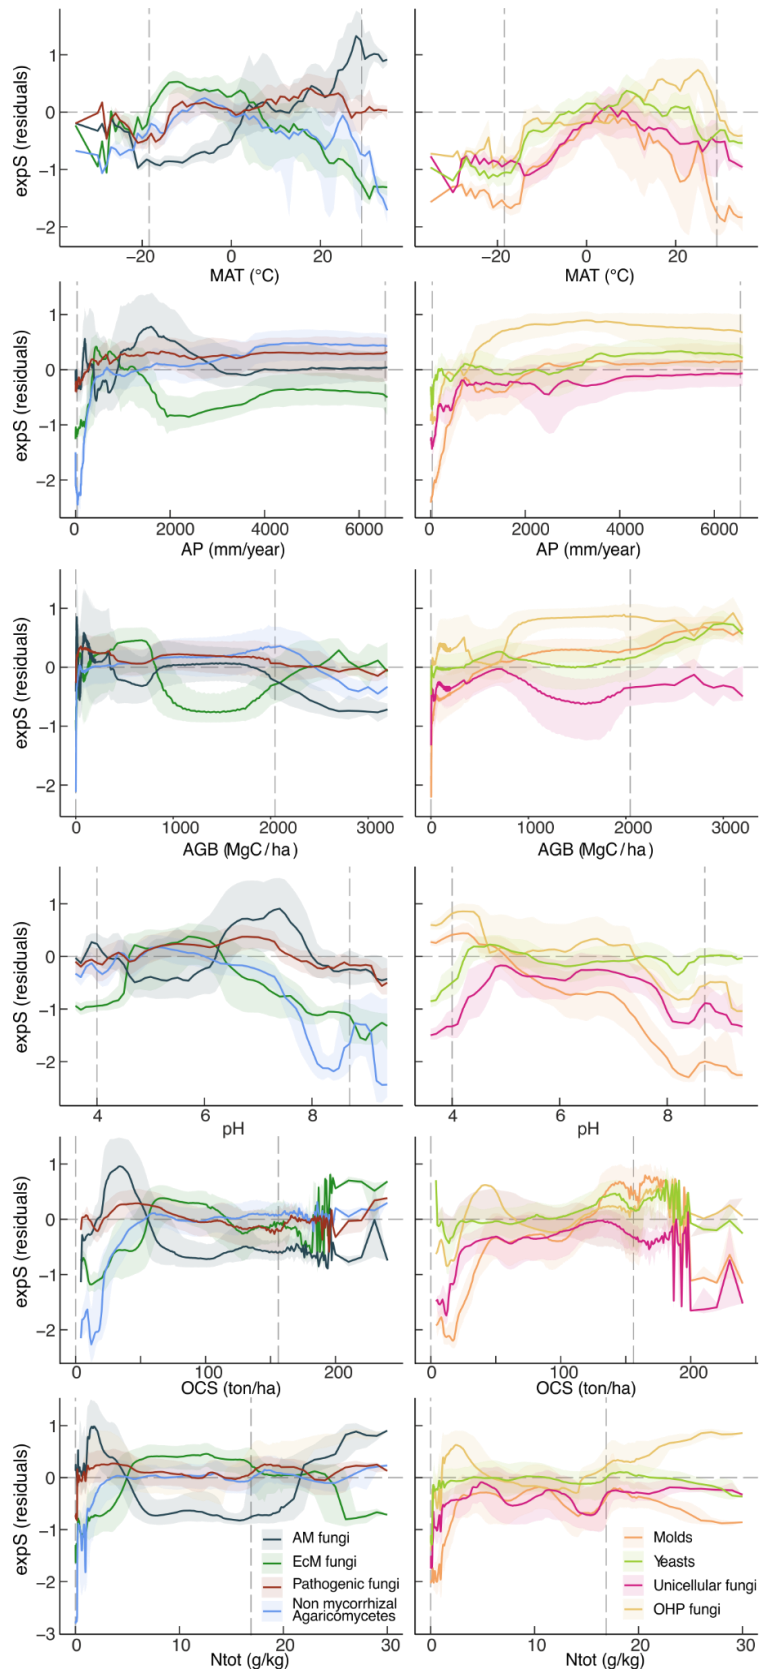 1
0
−1
−2
expS (residuals)
−20 0 20
MAT (°C)
−20 0 20
MAT (°C)
1
0
−1
−2
expS (residuals)
0 2000 4000 6000
AP (mm/year)
0 2000 4000 6000
AP (mm/year)
1
0
−1
−2
expS (residuals)
0 1000 2000 3000
AGB (MgC/ha)
0 1000 2000 3000
AGB (MgC/ha)
1
0
−1
−2
expS (residuals)
4 6 8
pH
4 6 8
pH
1
0
−1
−2
expS (residuals)
0 100 200
OCS (ton/ha)
0 100 200
OCS (ton/ha)
1
0
−1
−2
−3
expS (residuals)
AM fungi
EcM fungi
Pathogenic fungi
Non mycorrhizal
Agaricomycetes
0 10 20 30
Ntot (g/kg)
Molds
Yeasts
Unicellular fungi
OHP fungi
0 10 20 30
Ntot (g/kg)